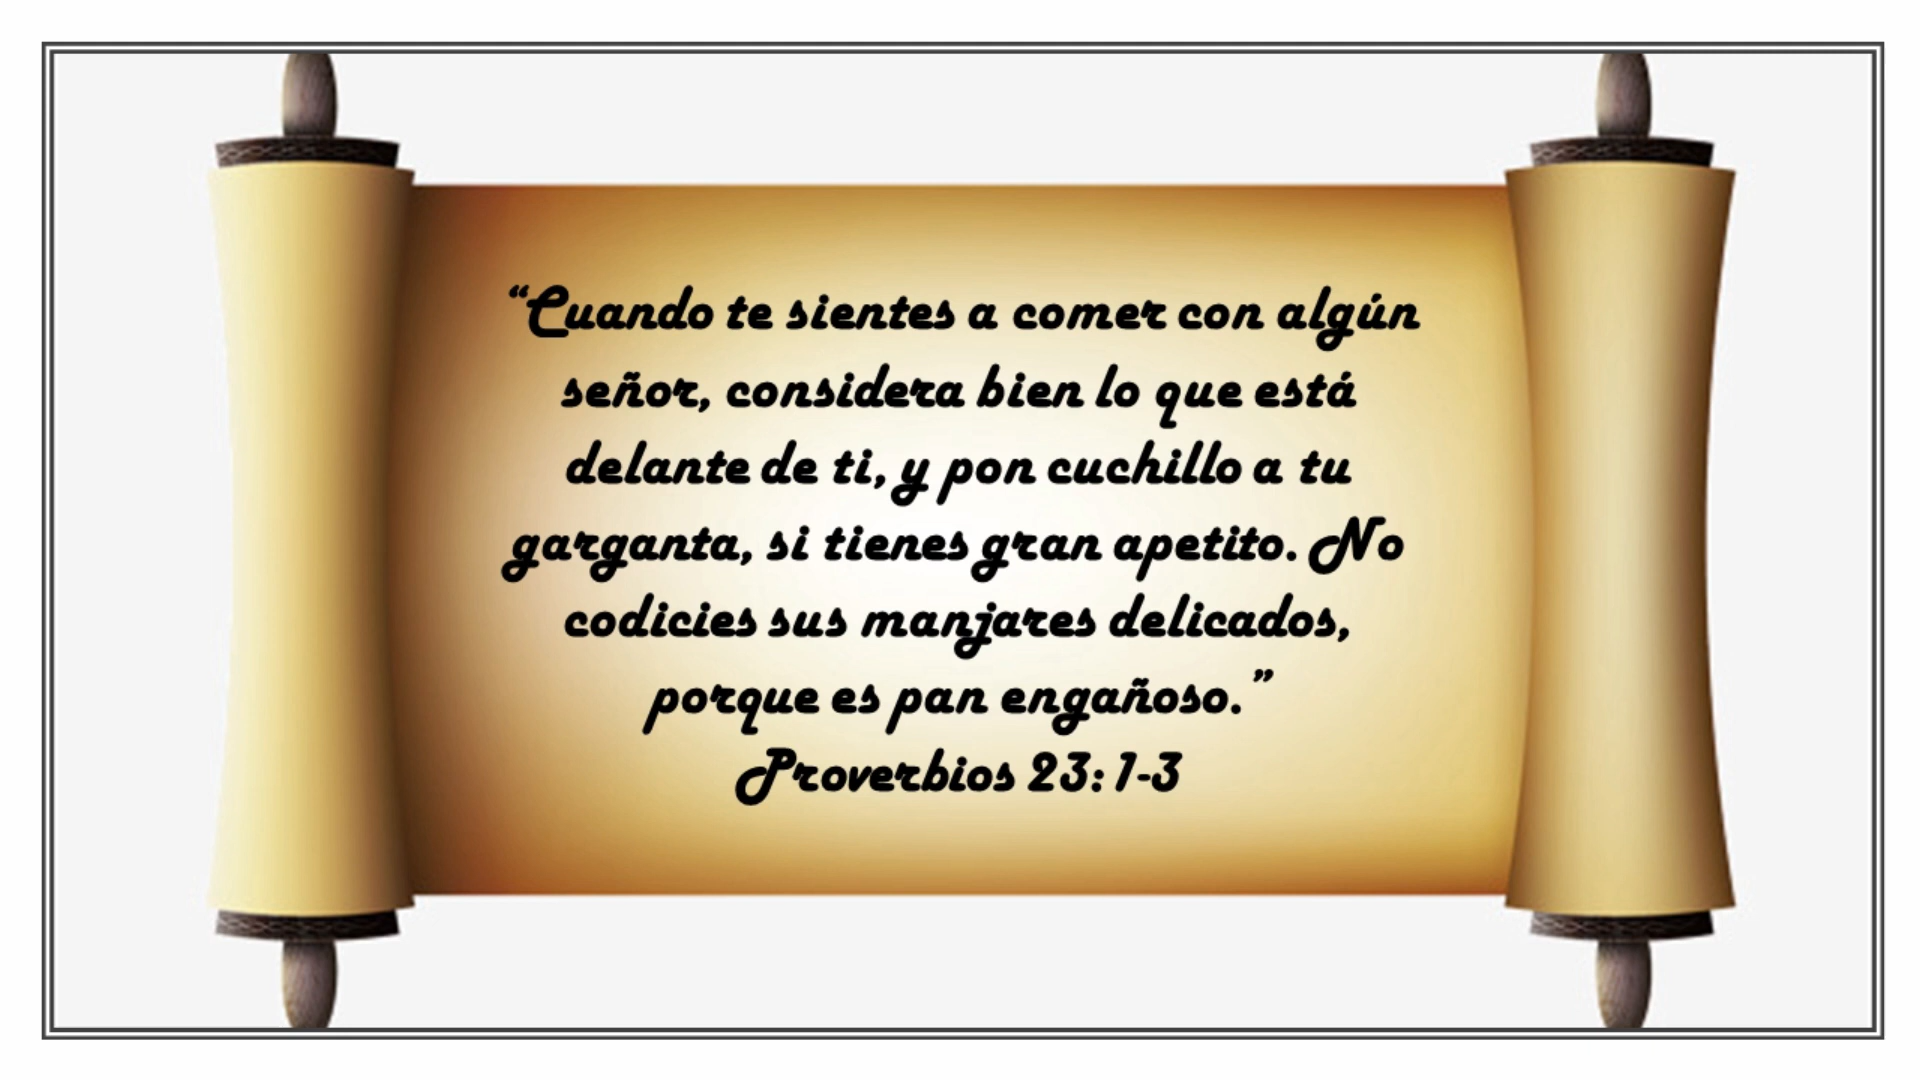 “Cuando te sientes a comer con algún
señor, considera bien lo que está
delante de ti, y pon cuchillo a tu
garganta, si tienes gran apetito. No
codicies sus manjares delicados,
porque es pan engañoso.”
Proverbios 23: 1-3